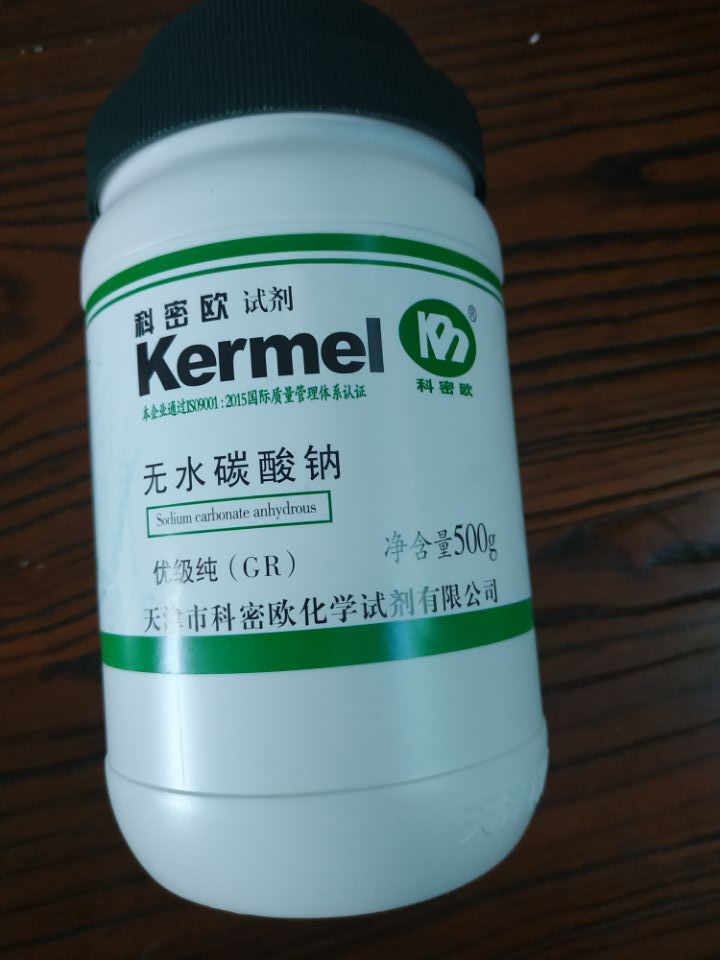 科密欧 试剂
Kermel
®
科密欧
本企业通过ISO9001:2015国际质量管理体系认证
无水碳酸钠
Sodium carbonate anhydrous
优级纯(GR)
净含量500g
天津市科密欧化学试剂有限公司